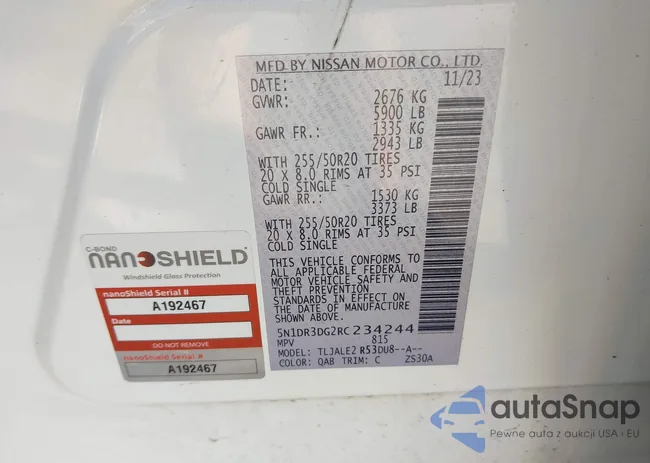 MFD BY NISSAN MOTOR CO., LTD.
DATE: 11/23
GVWR: 2676 KG
5900 LB
GAWR FR.: 1335 KG
2943 LB
WITH 255/50R20 TIRES
20 X 8.0 RIMS AT 35 PSI
COLD SINGLE
GAWR RR.: 1530 KG
3373 LB
WITH 255/50R20 TIRES
20 X 8.0 RIMS AT 35 PSI
COLD SINGLE
THIS VEHICLE CONFORMS TO
ALL APPLICABLE FEDERAL
MOTOR VEHICLE SAFETY AND
THEFT PREVENTION
STANDARDS IN EFFECT ON
THE DATE OF MANUFACTURE
SHOWN ABOVE.
5N1DR3DG2RC234244
MPV 815
MODEL: TLJALE2 R53DU8--A--
COLOR: QAB TRIM: C ZS30A
C-BOND
NANOSHIELD
Windshield Glass Protection
nanoShield Serial #
A192467
Date:
DO NOT REMOVE
nanoShield Serial #
A192467
autoSnap
Pewne auta z aukcji USA i EU